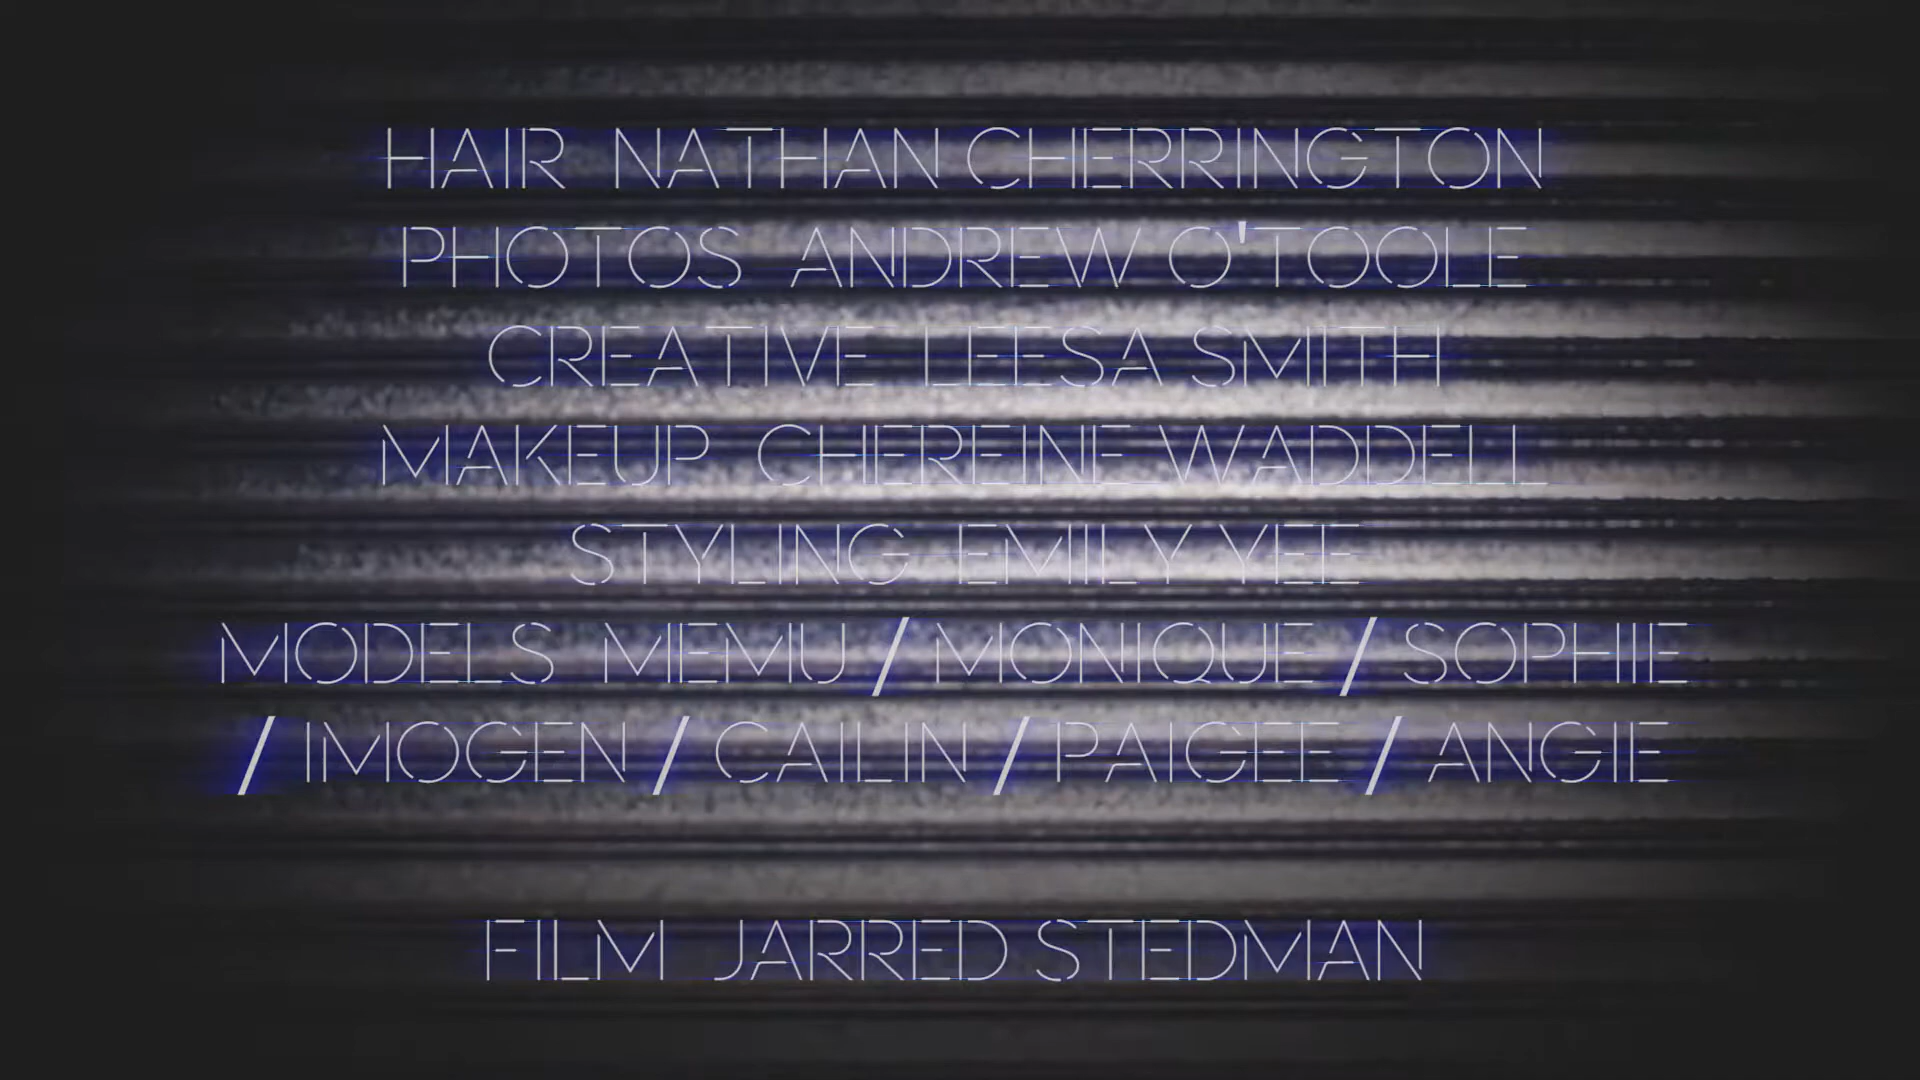 HAIR NATHAN CHERRINGTON
PHOTOS ANDREW O'TOOLE
CREATIVE LEESA SMITH
MAKEUP CHEREINE WADDELL
STYLING EMILY YEE
MODELS MEMU / MONIQUE / SOPHIE
/ IMOGEN / CAILIN / PAIGEE / ANGIE
FILM JARRED STEDMAN